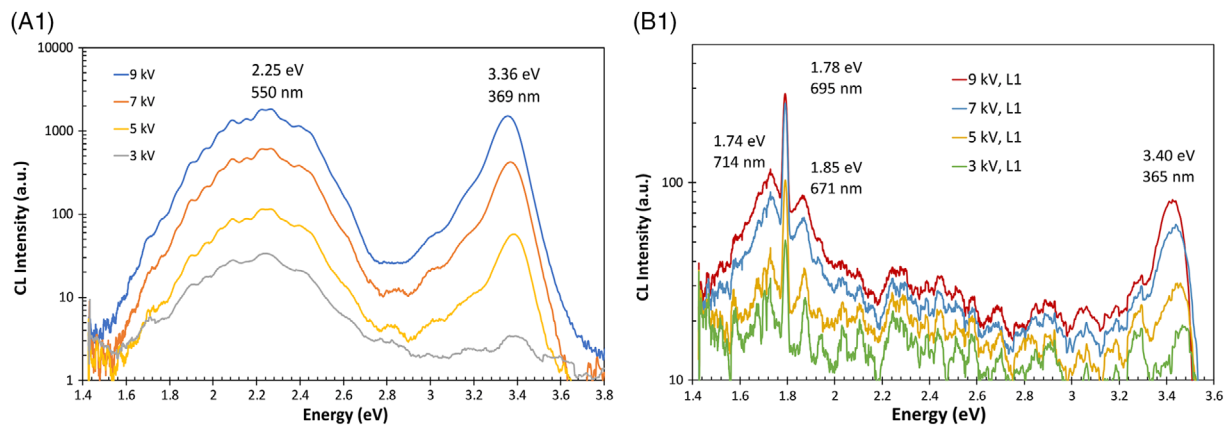 (A1)
10000
1000
100
10
1
CL Intensity (a.u.)
9 kV
7 kV
5 kV
3 kV
2.25 eV
550 nm
3.36 eV
369 nm
1.4 1.6 1.8 2 2.2 2.4 2.6 2.8 3 3.2 3.4 3.6 3.8
Energy (eV)
(B1)
100
10
CL Intensity (a.u.)
1.78 eV
695 nm
1.74 eV
714 nm
1.85 eV
671 nm
9 kV, L1
7 kV, L1
5 kV, L1
3 kV, L1
3.40 eV
365 nm
1.4 1.6 1.8 2 2.2 2.4 2.6 2.8 3 3.2 3.4 3.6
Energy (eV)